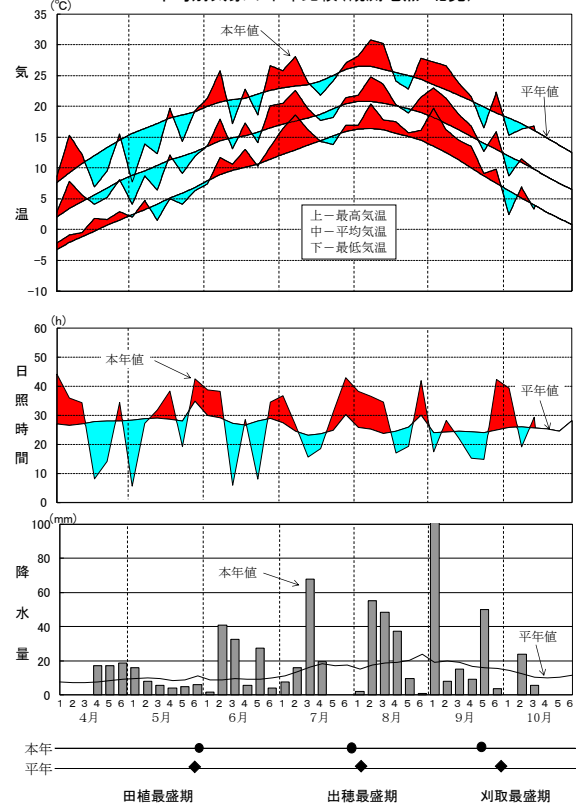 (℃)
35
30
25
20
15
10
5
0
−5
−10
気
温
本年値
平年値
上－最高気温
中－平均気温
下－最低気温
(h)
60
50
40
30
20
10
0
日
照
時
間
本年値
平年値
(mm)
100
80
60
40
20
0
降
水
量
本年値
平年値
1 2 3 4 5 6 1 2 3 4 5 6 1 2 3 4 5 6 1 2 3 4 5 6 1 2 3 4 5 6 1 2 3 4 5 6 1 2 3 4 5 6
4月 5月 6月 7月 8月 9月 10月
本年
平年
田植最盛期 出穂最盛期 刈取最盛期